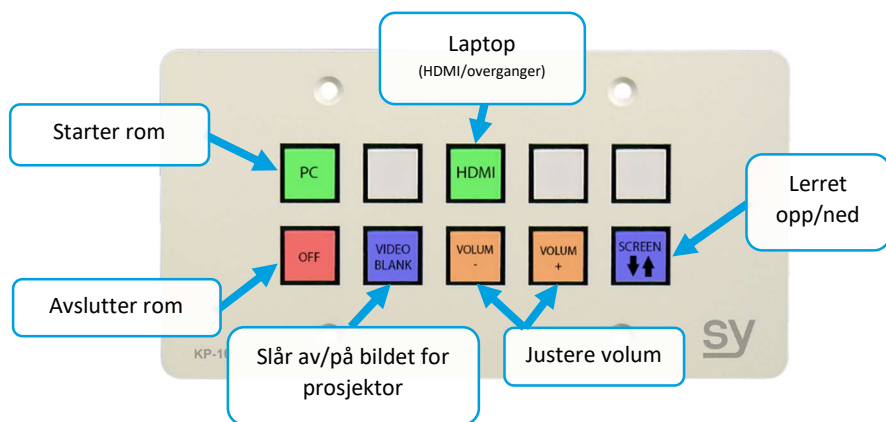 Laptop
(HDMI/overganger)
Starter rom
PC
HDMI
Lerret
opp/ned
OFF
VIDEO
BLANK
VOLUM
-
VOLUM
+
SCREEN
Avslutter rom
Slår av/på bildet for
prosjektor
Justere volum
sy